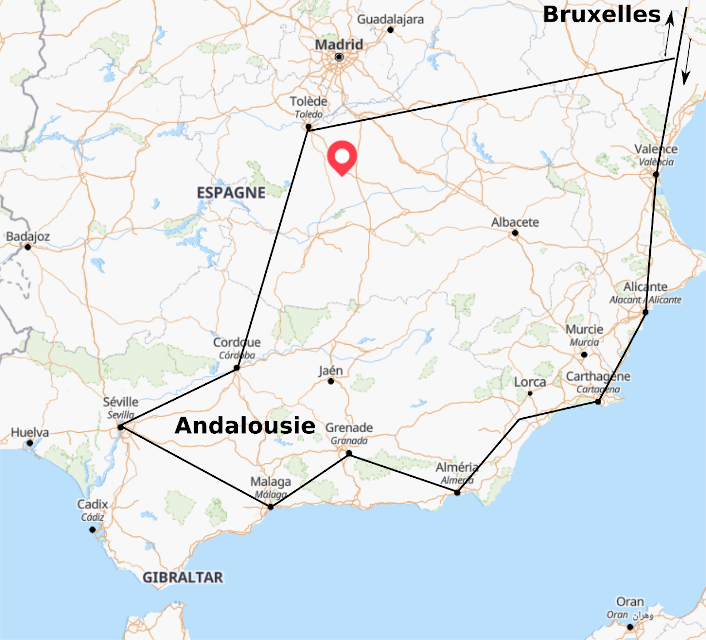 Bruxelles
Guadalajara
Madrid
Tolède
Toledo
Valence
València
ESPAGNE
Albacete
Badajoz
Alicante
Alacant / Alicante
Murcie
Murcia
Cordoue
Córdoba
Jaén
Lorca
Carthagène
Cartagena
Séville
Sevilla
Andalousie
Grenade
Granada
Huelva
Malaga
Málaga
Alméria
Almería
Cadix
Cádiz
GIBRALTAR
Oran
Oran وهران